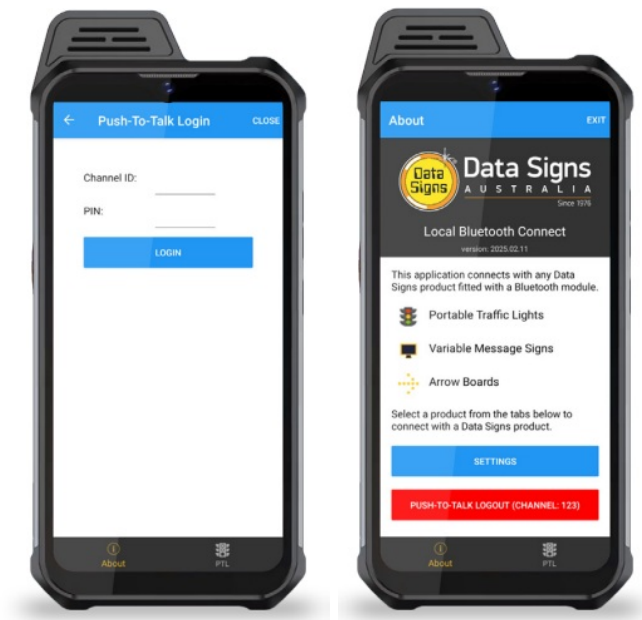 Push-To-Talk Login
CLOSE
Channel ID:
PIN:
LOGIN
About
PTL
About
EXIT
Data
Signs
Data Signs
AUSTRALIA
Since 1976
Local Bluetooth Connect
version: 2025.02.11
This application connects with any Data
Signs product fitted with a Bluetooth module.
Portable Traffic Lights
Variable Message Signs
Arrow Boards
Select a product from the tabs below to
connect with a Data Signs product.
SETTINGS
PUSH-TO-TALK LOGOUT (CHANNEL: 123)
About
PTL